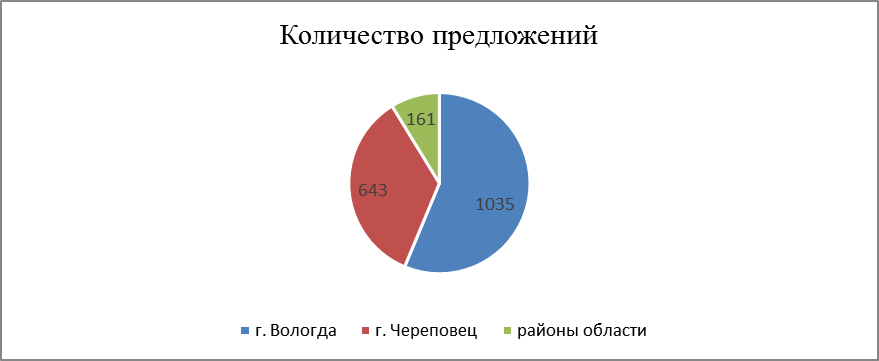 Количество предложений
161
643
1035
г. Вологда г. Череповец районы области